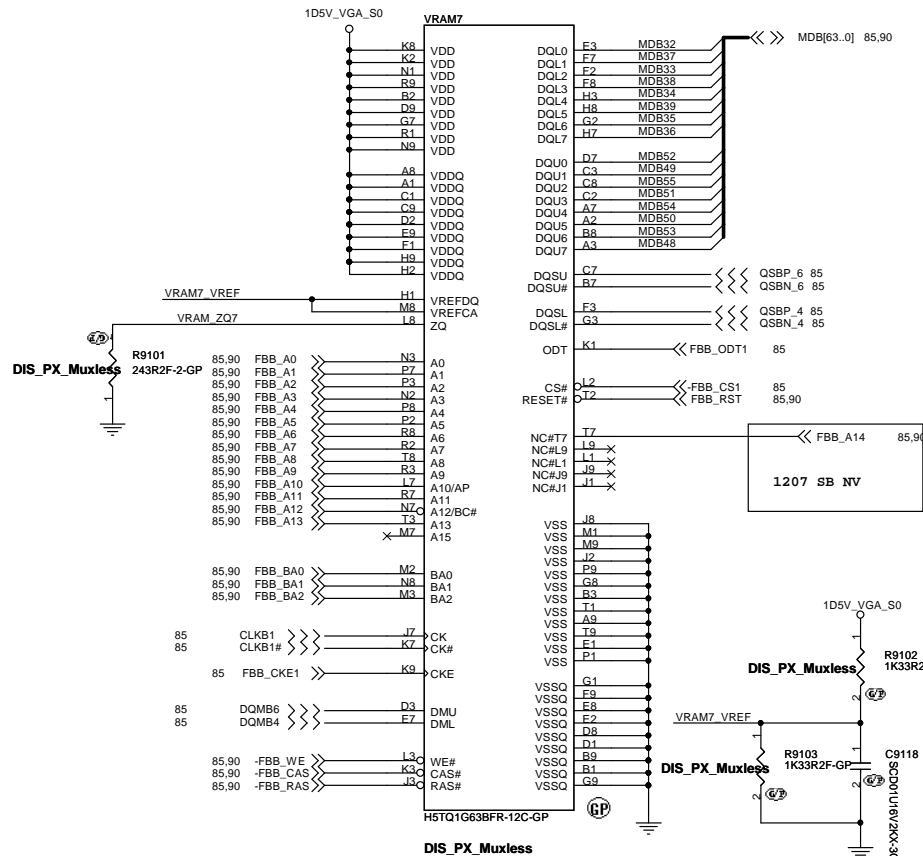 1D5V_VGA_S0
VRAM7
K8 VDD
K2 VDD
N1 VDD
R9 VDD
B2 VDD
D9 VDD
G7 VDD
R1 VDD
N9 VDD
A8 VDDQ
A1 VDDQ
C1 VDDQ
C9 VDDQ
D2 VDDQ
E9 VDDQ
F1 VDDQ
H9 VDDQ
H2 VDDQ
VRAM7_VREF H1 VREFDQ
M8 VREFCA
VRAM_ZQ7 L8 ZQ
R9101
243R2F-2-GP
DIS_PX_Muxless
1
85,90 FBB_A0 N3 A0
85,90 FBB_A1 P7 A1
85,90 FBB_A2 P3 A2
85,90 FBB_A3 N2 A3
85,90 FBB_A4 P8 A4
85,90 FBB_A5 P2 A5
85,90 FBB_A6 R8 A6
85,90 FBB_A7 R2 A7
85,90 FBB_A8 T8 A8
85,90 FBB_A9 R3 A9
85,90 FBB_A10 L7 A10/AP
85,90 FBB_A11 R7 A11
85,90 FBB_A12 N7 A12/BC#
85,90 FBB_A13 T3 A13
M7 A15
85,90 FBB_BA0 M2 BA0
85,90 FBB_BA1 N8 BA1
85,90 FBB_BA2 M3 BA2
85 CLKB1 J7 CK
85 CLKB1# K7 CK#
85 FBB_CKE1 K9 CKE
85 DQMB6 D3 DMU
85 DQMB4 E7 DML
85,90 -FBB_WE L3 WE#
85,90 -FBB_CAS K3 CAS#
85,90 -FBB_RAS J3 RAS#
DQL0 E3 MDB32
DQL1 F7 MDB37
DQL2 F2 MDB33
DQL3 F8 MDB38
DQL4 H3 MDB34
DQL5 H8 MDB39
DQL6 G2 MDB35
DQL7 H7 MDB36
MDB[63..0] 85,90
DQU0 D7 MDB52
DQU1 C3 MDB49
DQU2 C8 MDB55
DQU3 C2 MDB51
DQU4 A7 MDB54
DQU5 A2 MDB50
DQU6 B8 MDB53
DQU7 A3 MDB48
DQSU C7 QSBP_6 85
DQSU# B7 QSBN_6 85
DQSL F3 QSBP_4 85
DQSL# G3 QSBN_4 85
ODT K1 FBB_ODT1 85
CS# L2 -FBB_CS1 85
RESET# T2 FBB_RST 85,90
NC#T7 T7 FBB_A14 85,90
NC#L9 L9
NC#L1 L1
NC#J9 J9
NC#J1 J1
1207 SB NV
VSS J8
VSS M1
VSS M9
VSS J2
VSS P9
VSS G8
VSS B3
VSS T1
VSS A9
VSS T9
VSS E1
VSS P1
VSSQ G1
VSSQ F9
VSSQ E8
VSSQ E2
VSSQ D8
VSSQ D1
VSSQ B9
VSSQ B1
VSSQ G9
H5TQ1G63BFR-12C-GP
GP
DIS_PX_Muxless
1D5V_VGA_S0
1
R9102
1K33R2
DIS_PX_Muxless
2 G/P
VRAM7_VREF
1
R9103
1K33R2F-GP
DIS_PX_Muxless
2 G/P
1
C9118
2 G/P